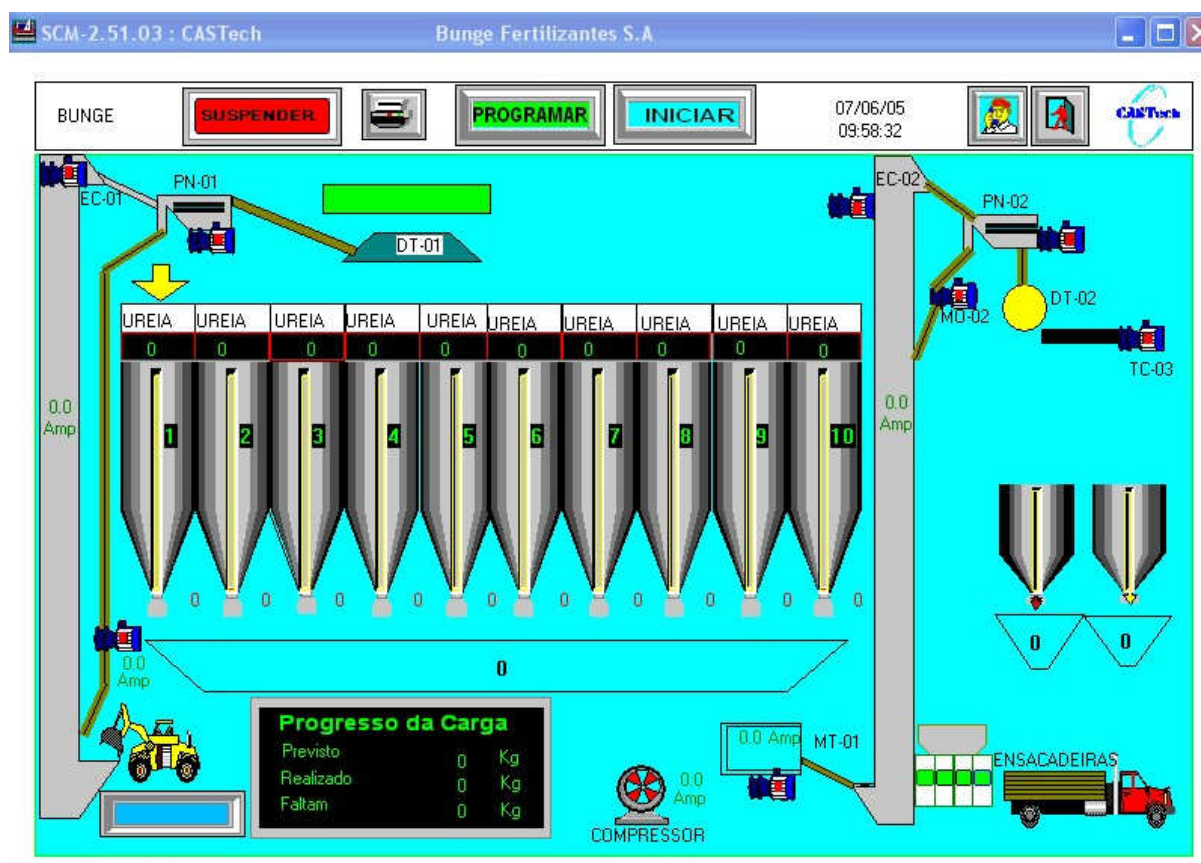 SCM-2.51.03 : CASTech Bunge Fertilizantes S.A
BUNGE SUSPENDER PROGRAMAR INICIAR 07/06/05 CASTech
09:58:32
EC-01 PN-01 EC-02 PN-02
DT-01
DT-02
MO-02
TC-03
UREIA UREIA UREIA UREIA UREIA UREIA UREIA UREIA UREIA UREIA
0 0 0 0 0 0 0 0 0 0
0.0 0.0
Amp Amp
1 2 3 4 5 6 7 8 9 10
0 0 0 0 0 0 0 0 0 0
0 0 0
0.0
Amp
Progresso da Carga
Previsto 0 Kg
Realizado 0 Kg
Faltam 0 Kg
0.0 Amp MT-01
0.0
Amp
COMPRESSOR
ENSACADEIRAS